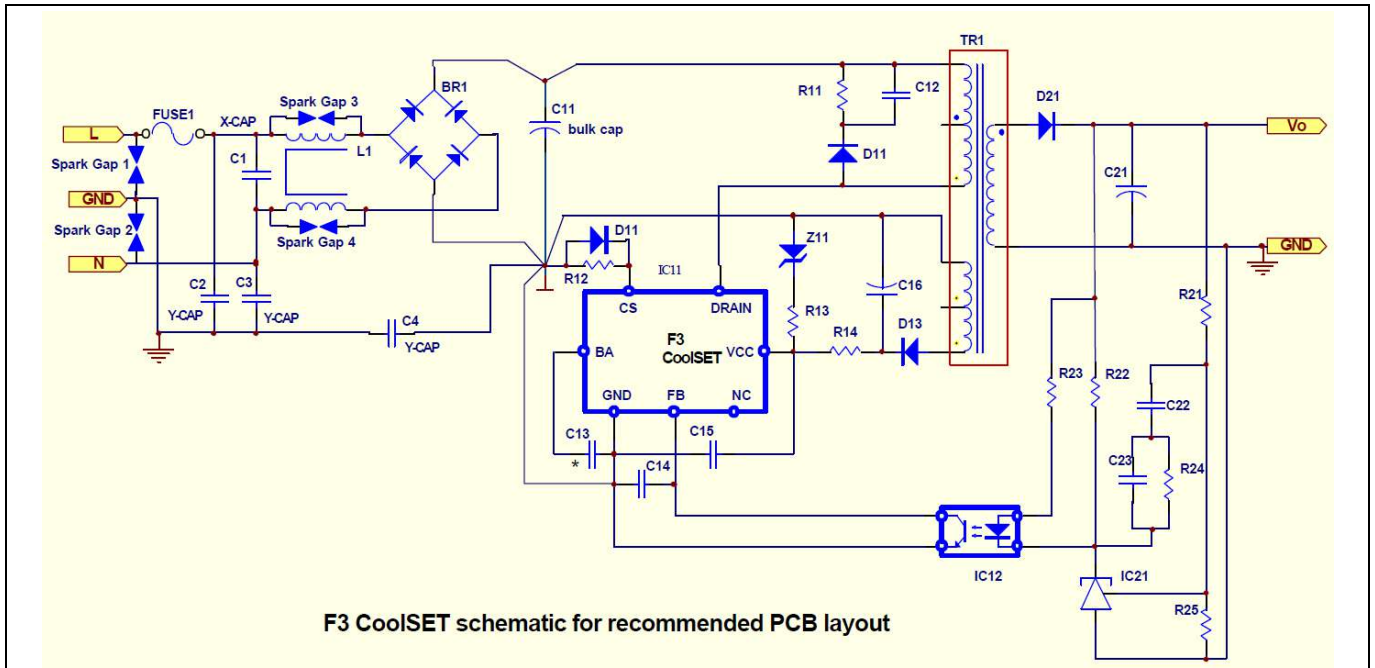 TR1
BR1
R11
C12
Spark Gap 3
C11
bulk cap
D21
FUSE1
X-CAP
L
Vo
C1
L1
D11
Spark Gap 1
C21
GND
Spark Gap 2
Spark Gap 4
D11
Z11
GND
N
IC11
R12
C16
C2
C3
CS
DRAIN
R21
R13
Y-CAP
Y-CAP
C4
F3
CoolSET
R14
D13
Y-CAP
BA
VCC
R23
R22
GND
FB
NC
C22
C13
C15
*
C14
C23
R24
IC12
IC21
R25
F3 CoolSET schematic for recommended PCB layout